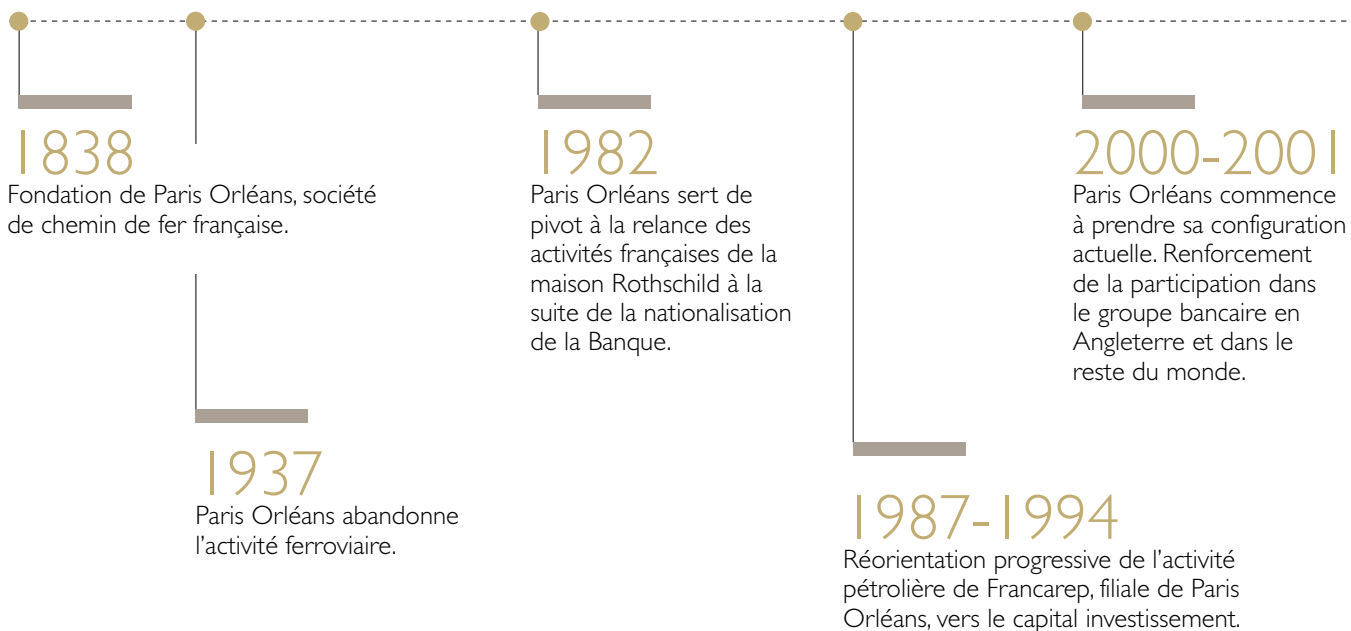 1838
Fondation de Paris Orléans, société
de chemin de fer française.
1937
Paris Orléans abandonne
l’activité ferroviaire.
1982
Paris Orléans sert de
pivot à la relance des
activités françaises de la
maison Rothschild à la
suite de la nationalisation
de la Banque.
1987-1994
Réorientation progressive de l’activité
pétrolière de Francarep, filiale de Paris
Orléans, vers le capital investissement.
2000-2001
Paris Orléans commence
à prendre sa configuration
actuelle. Renforcement
de la participation dans
le groupe bancaire en
Angleterre et dans le
reste du monde.